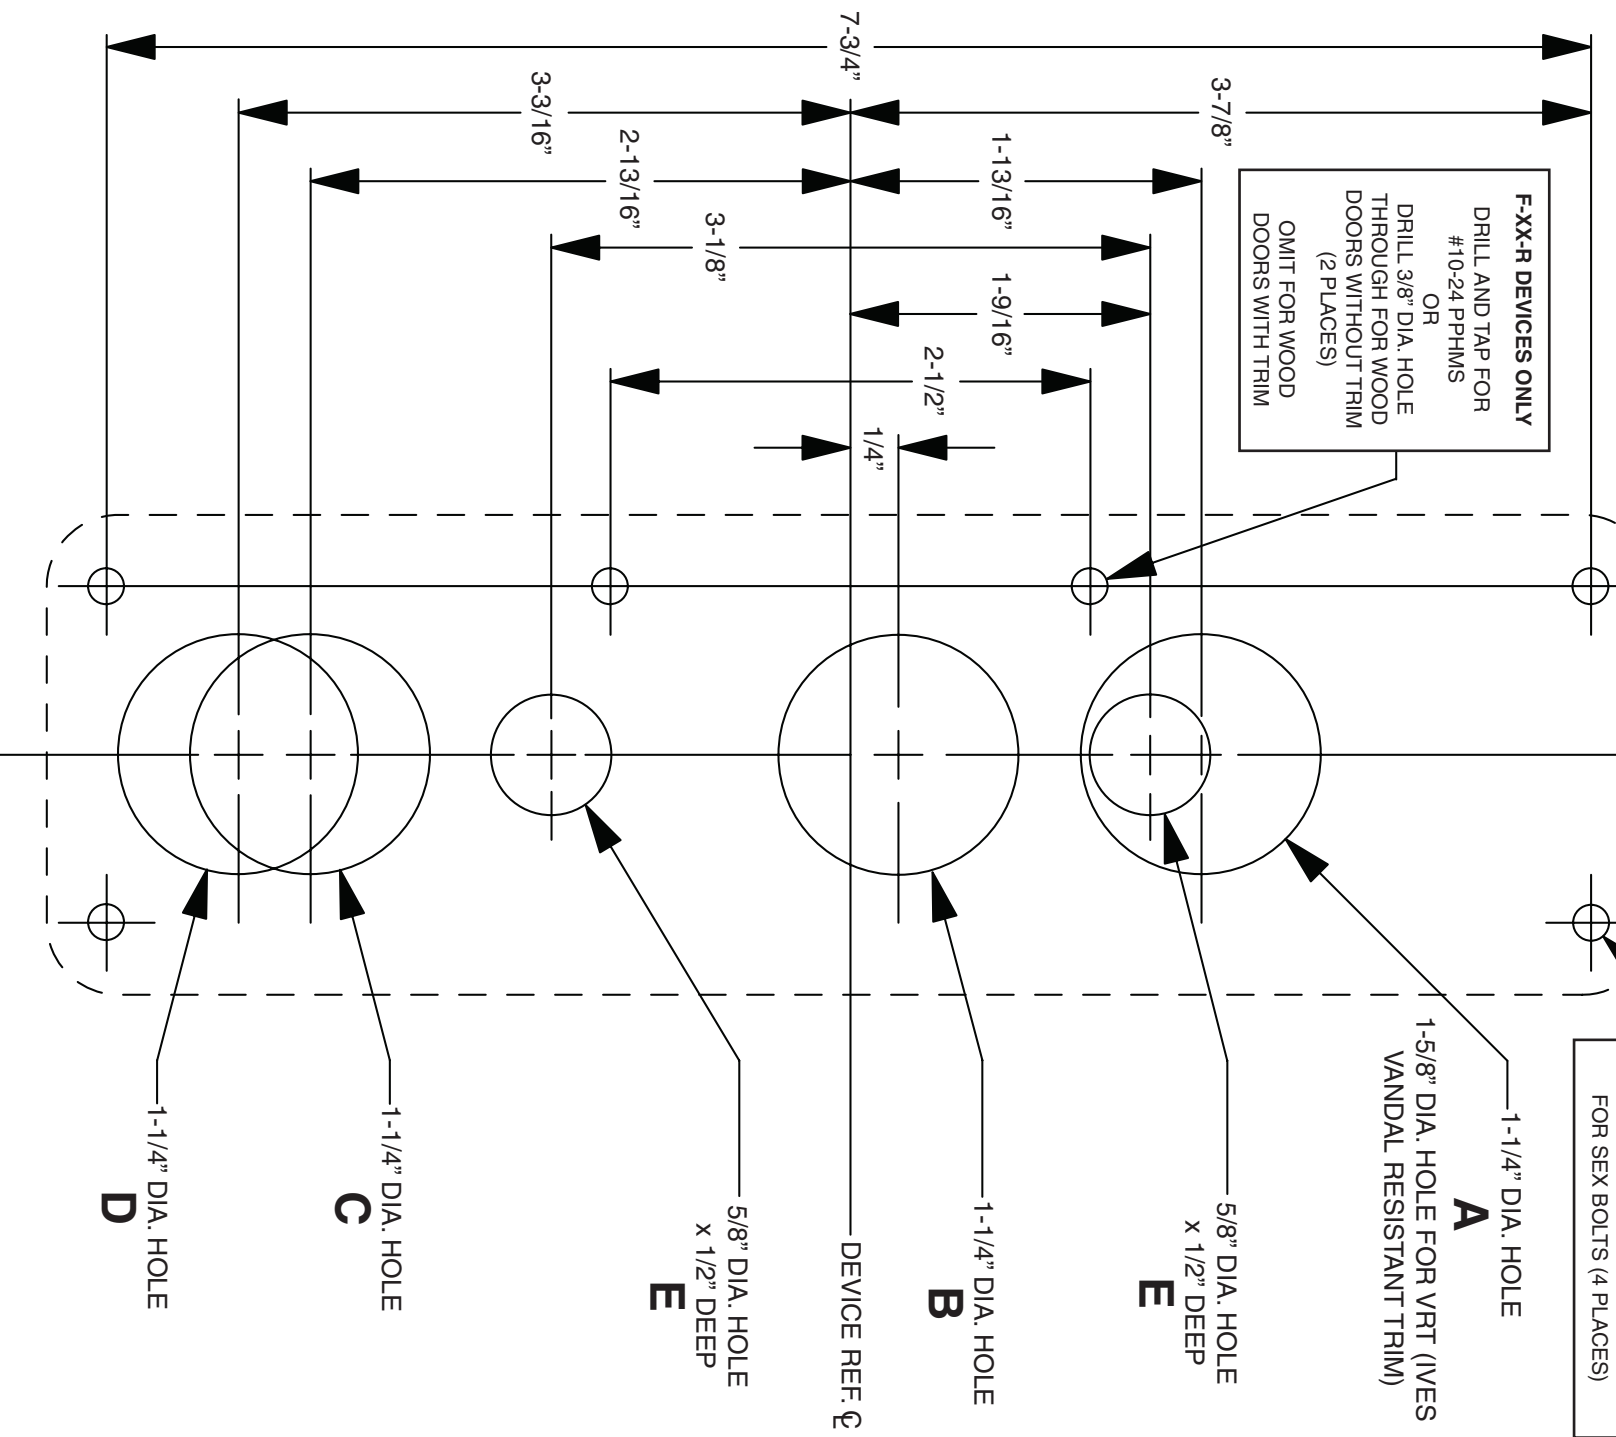 7-3/4”
3-3/16”
3-7/8”
2-13/16”
1-13/16”
3-1/8”
1-9/16”
2-1/2”
1/4”
F-XX-R DEVICES ONLY
DRILL AND TAP FOR
#10-24 PPHMS
OR
DRILL 3/8” DIA. HOLE
THROUGH FOR WOOD
DOORS WITHOUT TRIM
(2 PLACES)
OMIT FOR WOOD
DOORS WITH TRIM
FOR SEX BOLTS (4 PLACES)
1-1/4” DIA. HOLE
A
1-5/8” DIA. HOLE FOR VRT (IVES
VANDAL RESISTANT TRIM)
5/8” DIA. HOLE
x 1/2” DEEP
E
1-1/4” DIA. HOLE
B
DEVICE REF. ℄
5/8” DIA. HOLE
x 1/2” DEEP
E
1-1/4” DIA. HOLE
C
1-1/4” DIA. HOLE
D